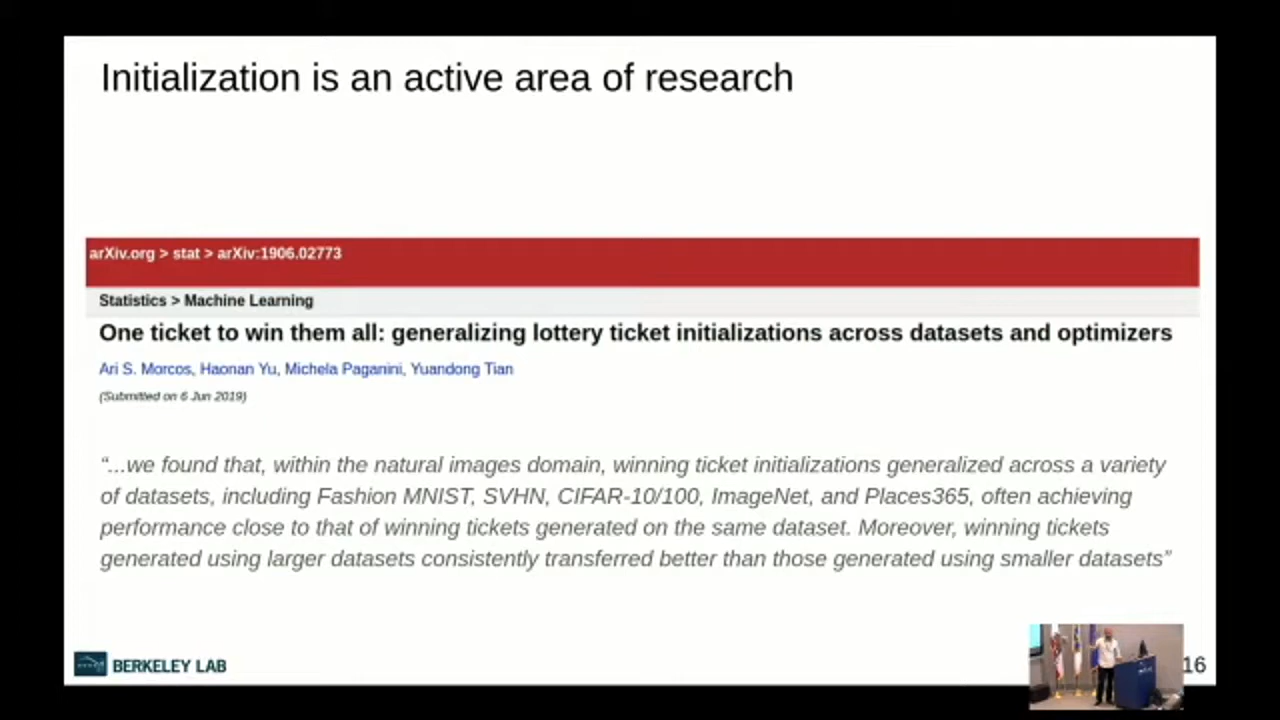 Initialization is an active area of research
arXiv.org > stat > arXiv:1906.02773
Statistics > Machine Learning
One ticket to win them all: generalizing lottery ticket initializations across datasets and optimizers
Ari S. Morcos, Haonan Yu, Michela Paganini, Yuandong Tian
(Submitted on 6 Jun 2019)
“...we found that, within the natural images domain, winning ticket initializations generalized across a variety
of datasets, including Fashion MNIST, SVHN, CIFAR-10/100, ImageNet, and Places365, often achieving
performance close to that of winning tickets generated on the same dataset. Moreover, winning tickets
generated using larger datasets consistently transferred better than those generated using smaller datasets”
BERKELEY LAB
16